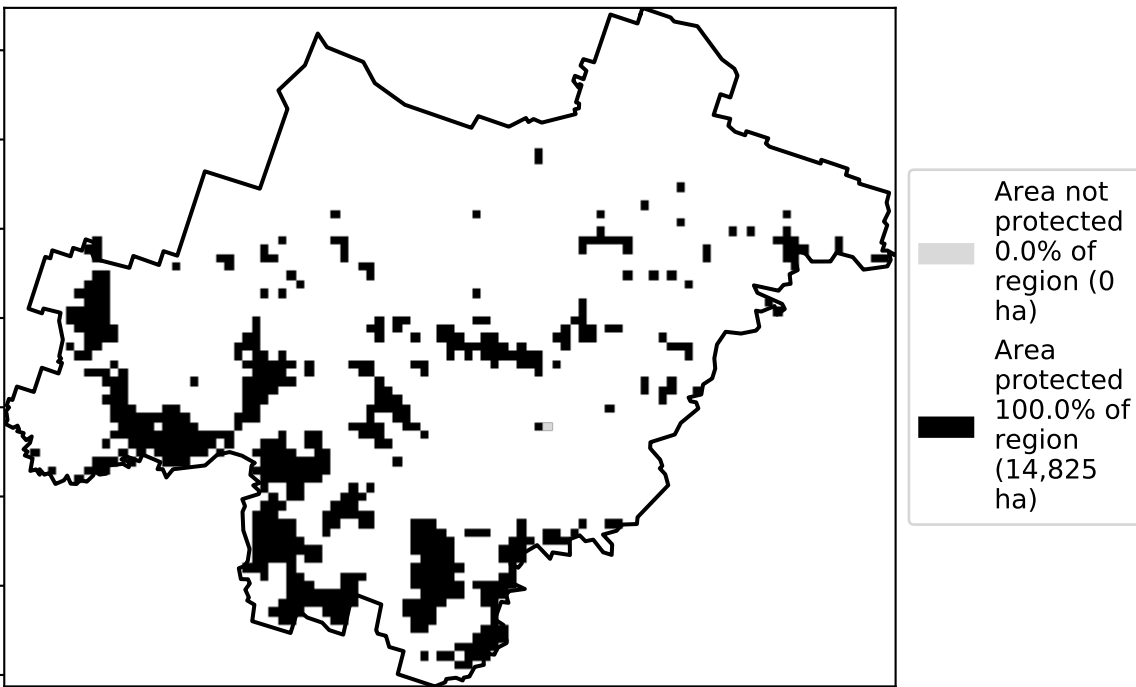 Area not
protected
0.0% of
region (0
ha)
Area
protected
100.0% of
region
(14,825
ha)